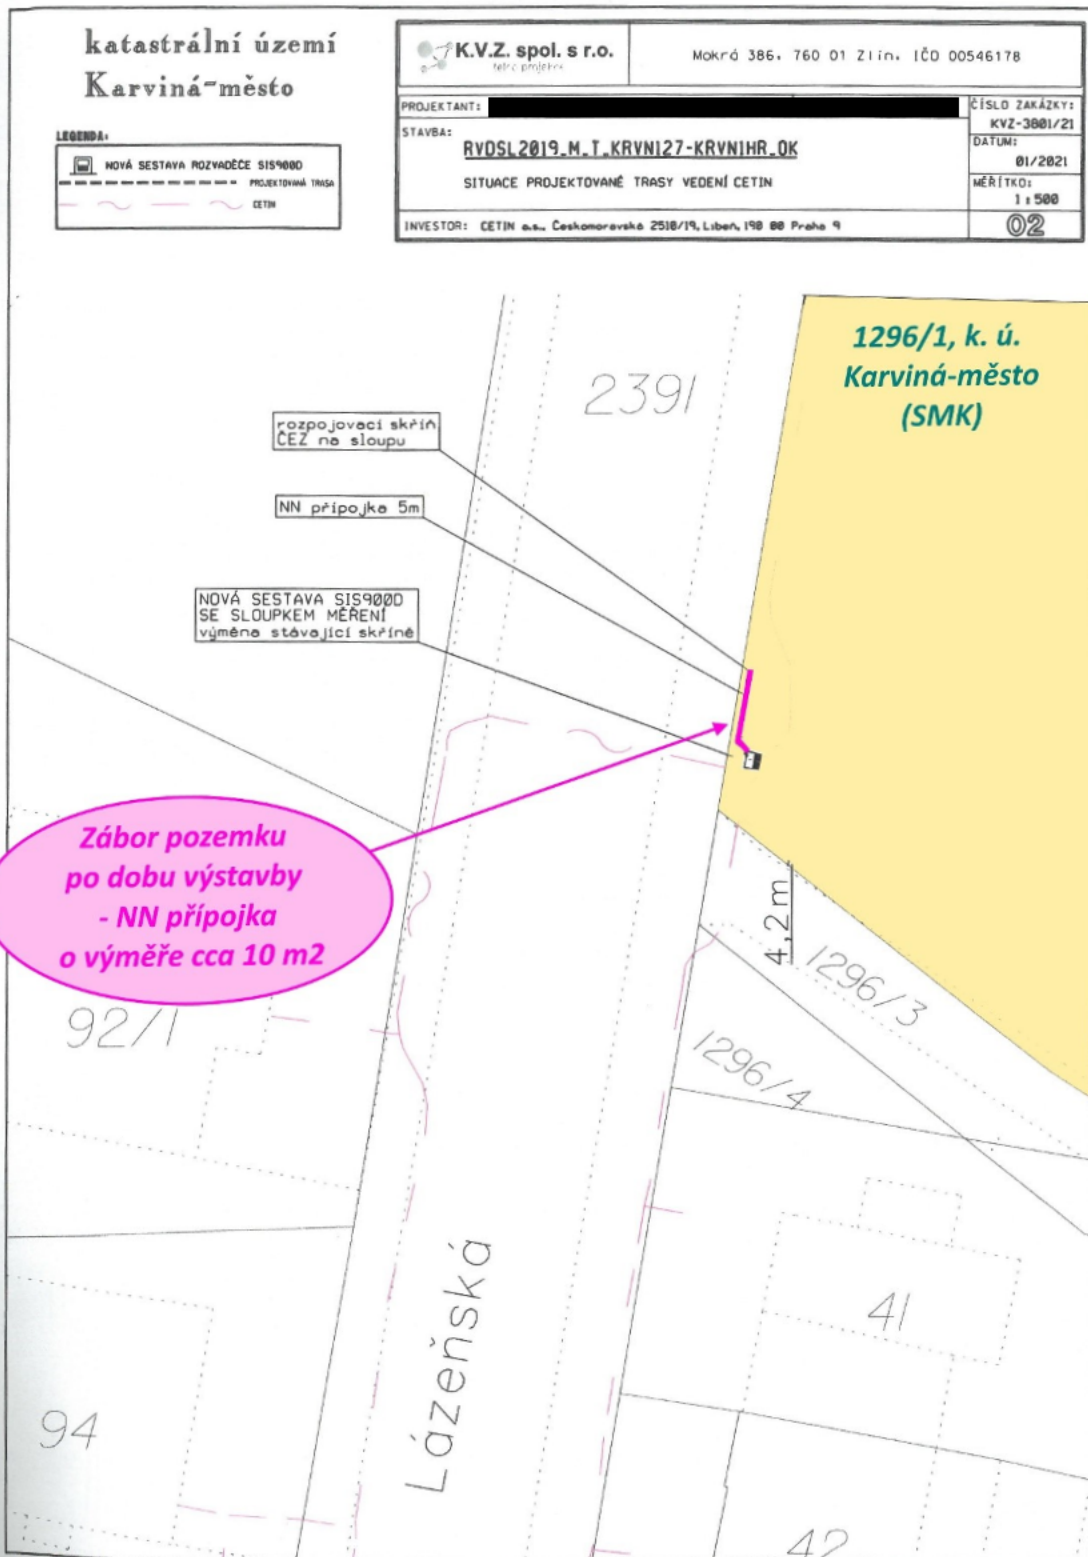 katastrální území
Karviná-město
LEGENDA:
NOVÁ SESTAVA ROZVADĚČE SIS900D
PROJEKTOVANÁ TRASA
CETIN
K.V.Z. spol. s r.o.
Mokrá 386, 760 01 Zlín, IČO 00546178
PROJEKTANT:
STAVBA:
RVDSL2019_M_T_KRVN127-KRVN1HR_OK
SITUACE PROJEKTOVANÉ TRASY VEDENÍ CETIN
INVESTOR: CETIN a.s., Českomoravská 2510/19, Libeň, 190 00 Praha 9
ČÍSLO ZAKÁZKY:
KVZ-3801/21
DATUM:
01/2021
MĚŘÍTKO:
1:500
02
1296/1, k. ú.
Karviná-město
(SMK)
2391
rozpojovací skříň
ČEZ na sloupu
NN přípojka 5m
NOVÁ SESTAVA SIS900D
SE SLOUPKEM MĚŘENÍ
výměna stávající skříně
Zábor pozemku
po dobu výstavby
- NN přípojka
o výměře cca 10 m2
4,2 m
1296/3
92/1
1296/4
Lázeňská
41
94
42